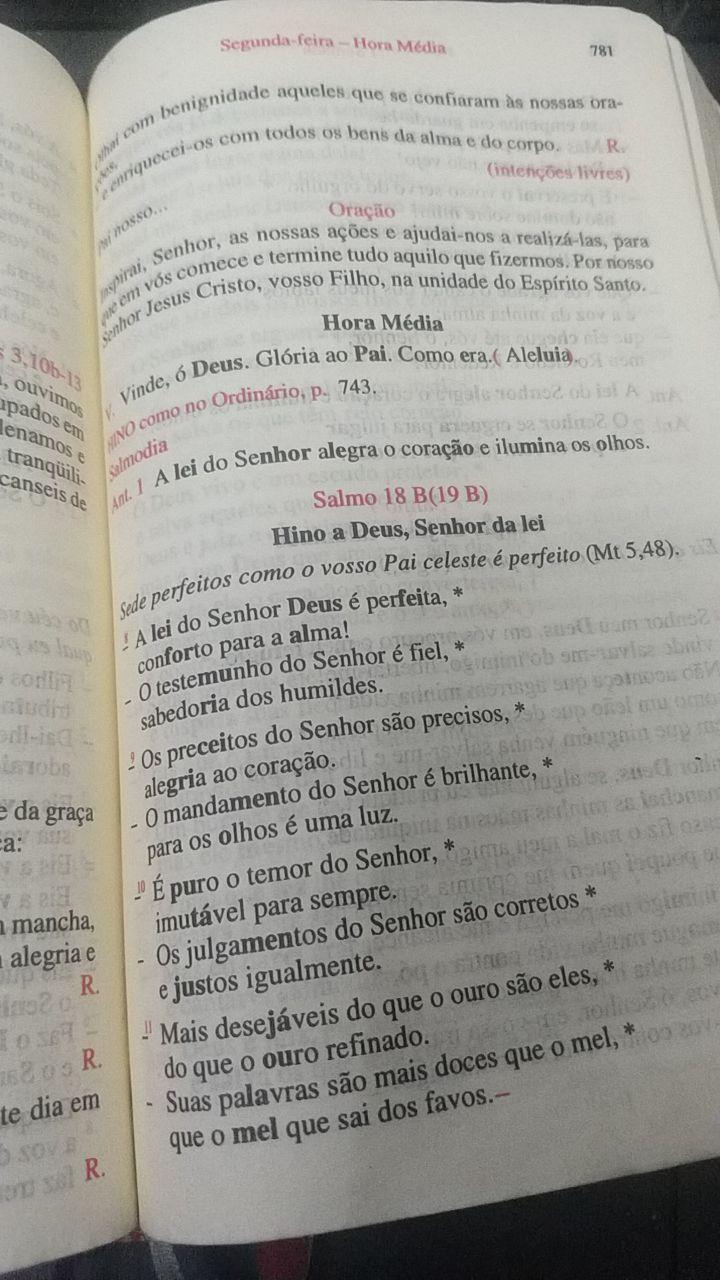 s 3,10b-13
, ouvimos
upados em
denamos e
tranqüili-
canseis de
e da graça
ca:
mancha,
alegria e
R.
R.
te dia em
R.
Segunda-feira – Hora Média 781
Olhai com benignidade aqueles que se confiaram às nossas ora-
ções,
e enriquecei-os com todos os bens da alma e do corpo. R.
(intenções livres)
Pai nosso...
Oração
Inspirai, Senhor, as nossas ações e ajudai-nos a realizá-las, para
que em vós comece e termine tudo aquilo que fizermos. Por nosso
Senhor Jesus Cristo, vosso Filho, na unidade do Espírito Santo.
Hora Média
V. Vinde, ó Deus. Glória ao Pai. Como era.( Aleluia).
HINO como no Ordinário, p. 743.
Salmodia
Ant. 1 A lei do Senhor alegra o coração e ilumina os olhos.
Salmo 18 B(19 B)
Hino a Deus, Senhor da lei
Sede perfeitos como o vosso Pai celeste é perfeito (Mt 5,48).
– 8 A lei do Senhor Deus é perfeita, *
conforto para a alma!
- O testemunho do Senhor é fiel, *
sabedoria dos humildes.
– 9 Os preceitos do Senhor são precisos, *
alegria ao coração.
- O mandamento do Senhor é brilhante, *
para os olhos é uma luz.
– 10 É puro o temor do Senhor, *
imutável para sempre.
- Os julgamentos do Senhor são corretos *
e justos igualmente.
– 11 Mais desejáveis do que o ouro são eles, *
do que o ouro refinado.
- Suas palavras são mais doces que o mel, *
que o mel que sai dos favos.–